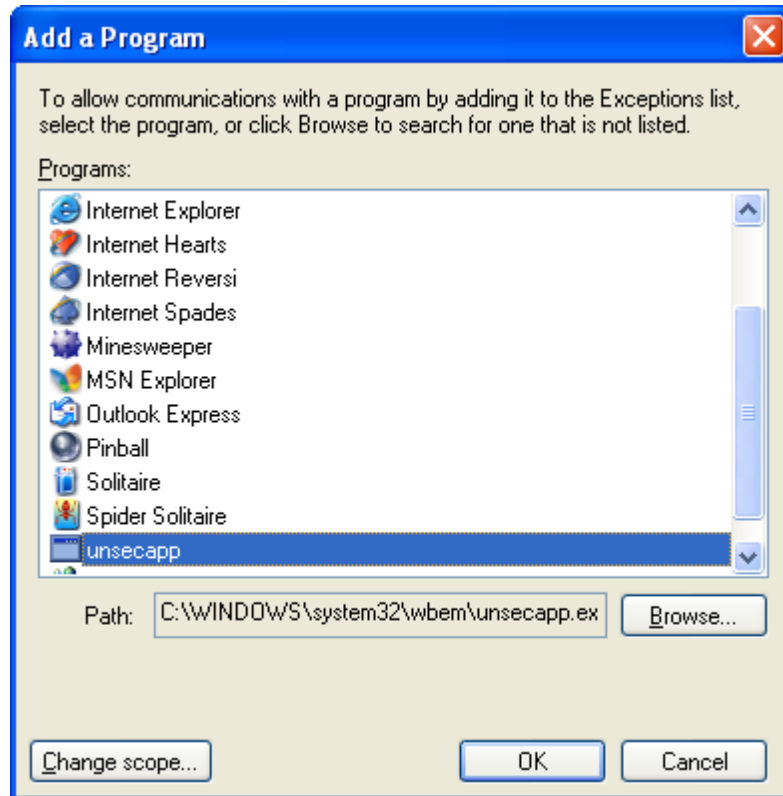 Add a Program
To allow communications with a program by adding it to the Exceptions list,
select the program, or click Browse to search for one that is not listed.
Programs:
Internet Explorer
Internet Hearts
Internet Reversi
Internet Spades
Minesweeper
MSN Explorer
Outlook Express
Pinball
Solitaire
Spider Solitaire
unsecapp
Path: C:\WINDOWS\system32\wbem\unsecapp.ex Browse...
Change scope... OK Cancel